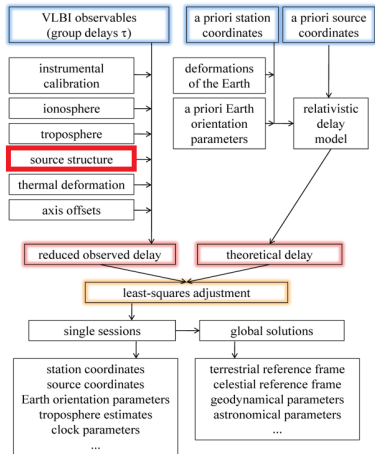 VLBI observables
(group delays τ)
a priori station
coordinates
a priori source
coordinates
instrumental
calibration
ionosphere
troposphere
source structure
thermal deformation
axis offsets
deformations
of the Earth
a priori Earth
orientation
parameters
relativistic
delay
model
reduced observed delay
theoretical delay
least-squares adjustment
single sessions
global solutions
station coordinates
source coordinates
Earth orientation parameters
troposphere estimates
clock parameters
...
terrestrial reference frame
celestial reference frame
geodynamical parameters
astronomical parameters
...